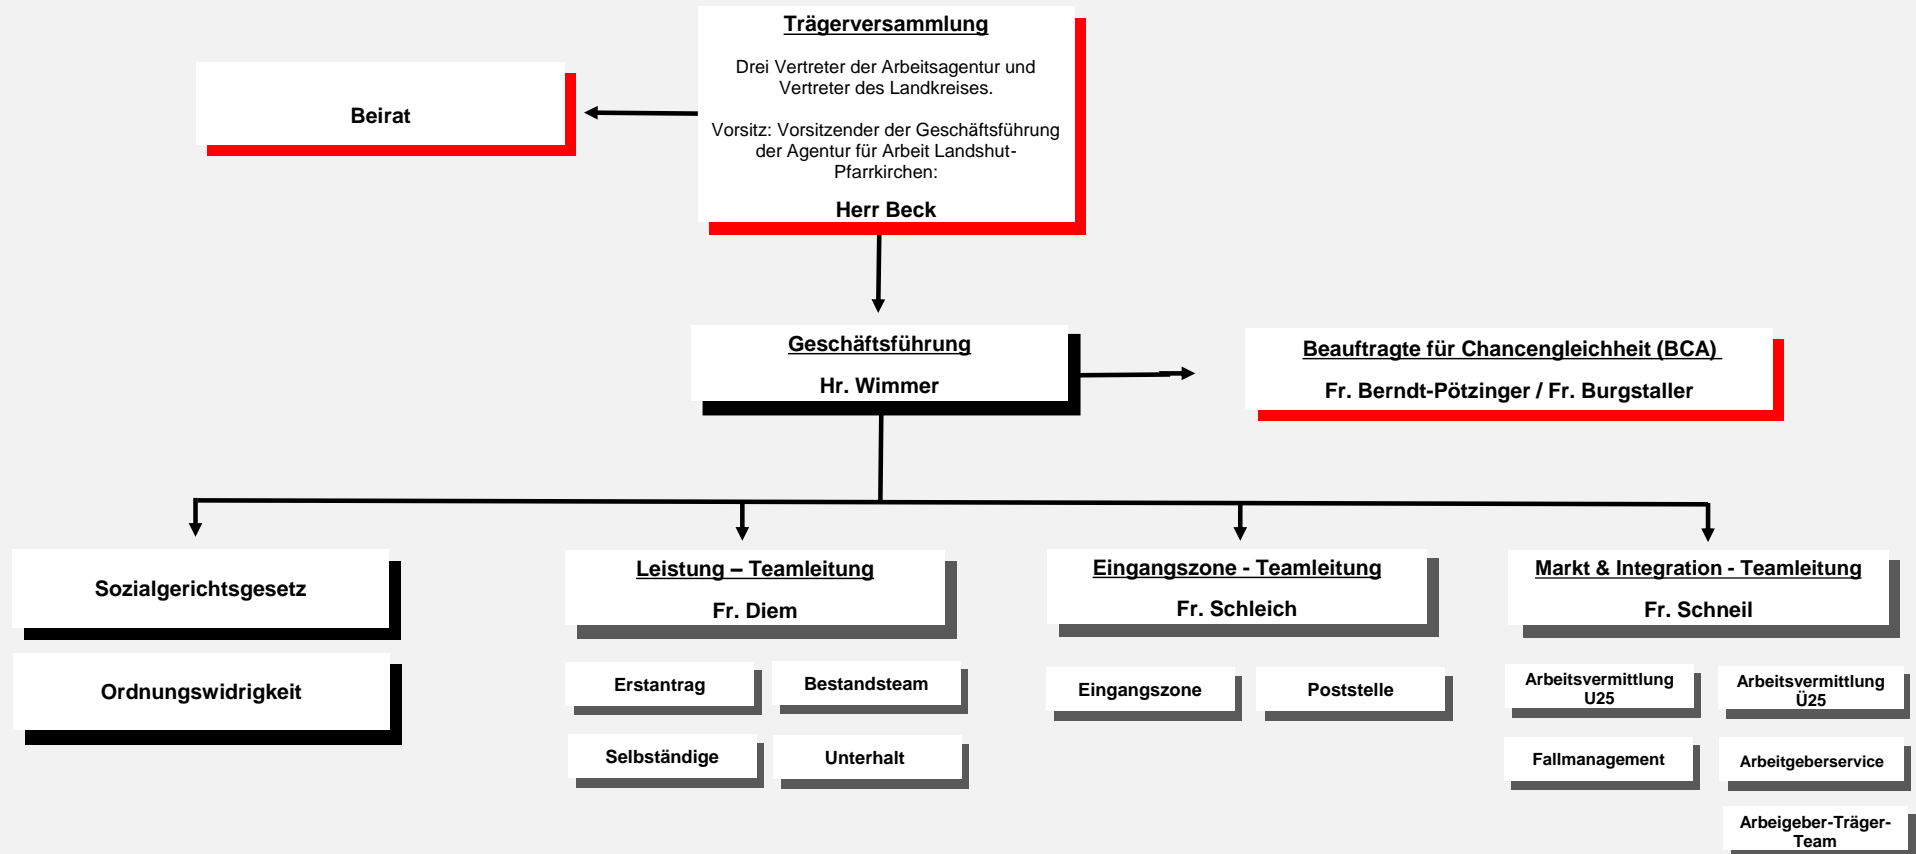 Trägerversammlung
Drei Vertreter der Arbeitsagentur und
Vertreter des Landkreises.
Vorsitz: Vorsitzender der Geschäftsführung
der Agentur für Arbeit Landshut-
Pfarrkirchen:
Herr Beck
Beirat
Geschäftsführung
Hr. Wimmer
Beauftragte für Chancengleichheit (BCA)
Fr. Berndt-Pötzinger / Fr. Burgstaller
Sozialgerichtsgesetz
Ordnungswidrigkeit
Leistung – Teamleitung
Fr. Diem
Erstantrag
Bestandsteam
Selbständige
Unterhalt
Eingangszone - Teamleitung
Fr. Schleich
Eingangszone
Poststelle
Markt & Integration - Teamleitung
Fr. Schneil
Arbeitsvermittlung
U25
Arbeitsvermittlung
Ü25
Fallmanagement
Arbeitgeberservice
Arbeigeber-Träger-
Team